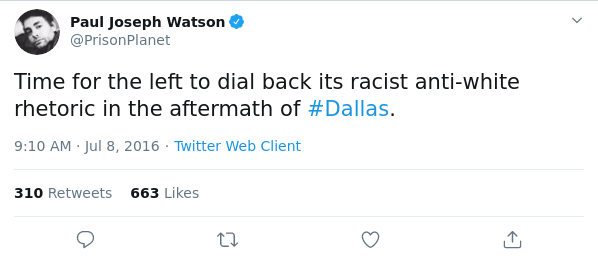 Paul Joseph Watson
@PrisonPlanet
Time for the left to dial back its racist anti-white
rhetoric in the aftermath of #Dallas.
9:10 AM · Jul 8, 2016 · Twitter Web Client
310 Retweets 663 Likes